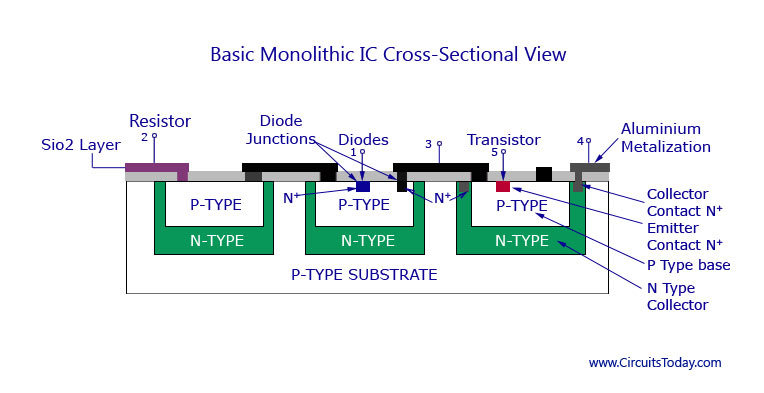 Basic Monolithic IC Cross-Sectional View
Resistor
2
Sio2 Layer
Diode
Junctions
Diodes
1
3
Transistor
5
4
Aluminium
Metalization
N+
N+
P-TYPE
P-TYPE
P-TYPE
N-TYPE
N-TYPE
N-TYPE
P-TYPE SUBSTRATE
Collector
Contact N+
Emitter
Contact N+
P Type base
N Type
Collector
www.CircuitsToday.com